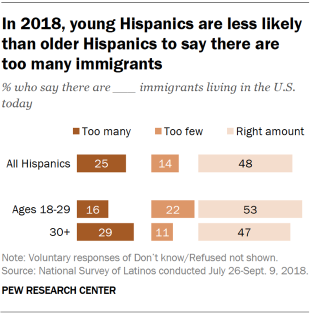 In 2018, young Hispanics are less likely
than older Hispanics to say there are
too many immigrants
% who say there are ___ immigrants living in the U.S.
today
Too many Too few Right amount
All Hispanics 25 14 48
Ages 18-29 16 22 53
30+ 29 11 47
Note: Voluntary responses of Don't know/Refused not shown.
Source: National Survey of Latinos conducted July 26-Sept. 9, 2018.
PEW RESEARCH CENTER